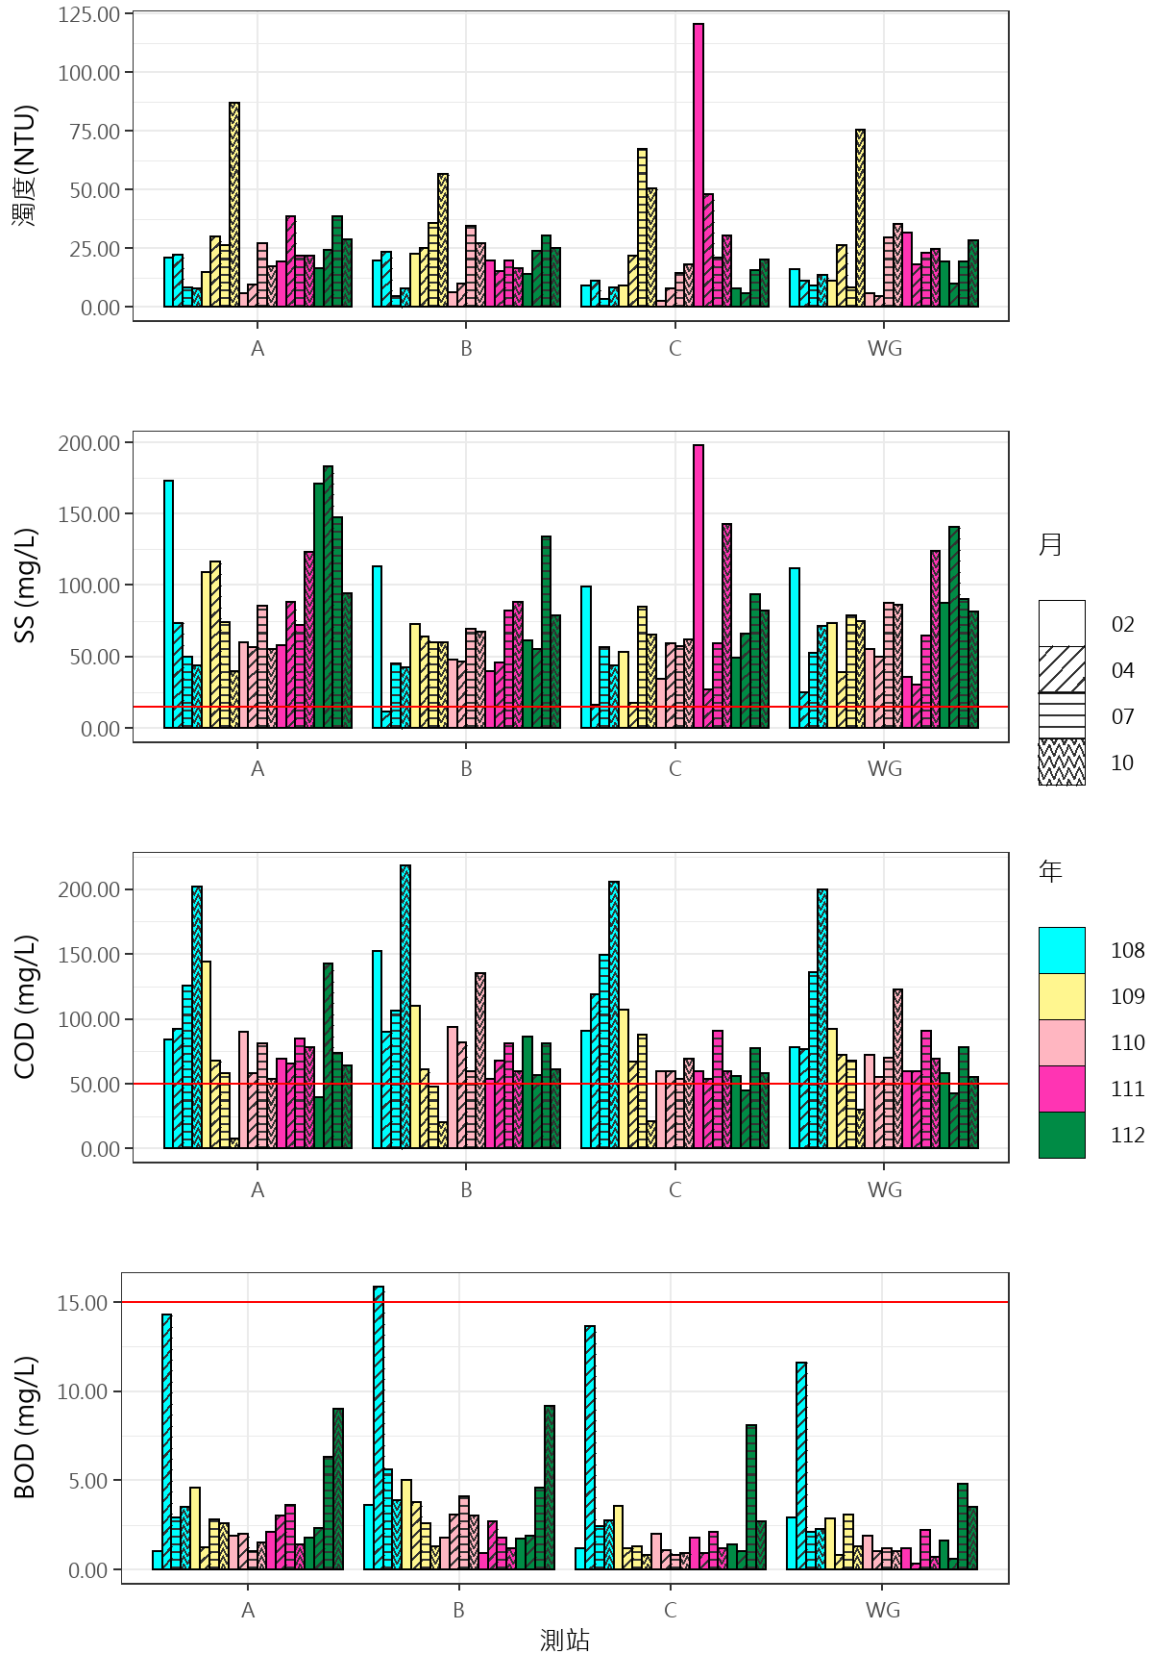 濁度(NTU)
125.00
100.00
75.00
50.00
25.00
0.00
A B C WG
SS (mg/L)
200.00
150.00
100.00
50.00
0.00
A B C WG
月
02
04
07
10
COD (mg/L)
200.00
150.00
100.00
50.00
0.00
A B C WG
年
108
109
110
111
112
BOD (mg/L)
15.00
10.00
5.00
0.00
A B C WG
測站